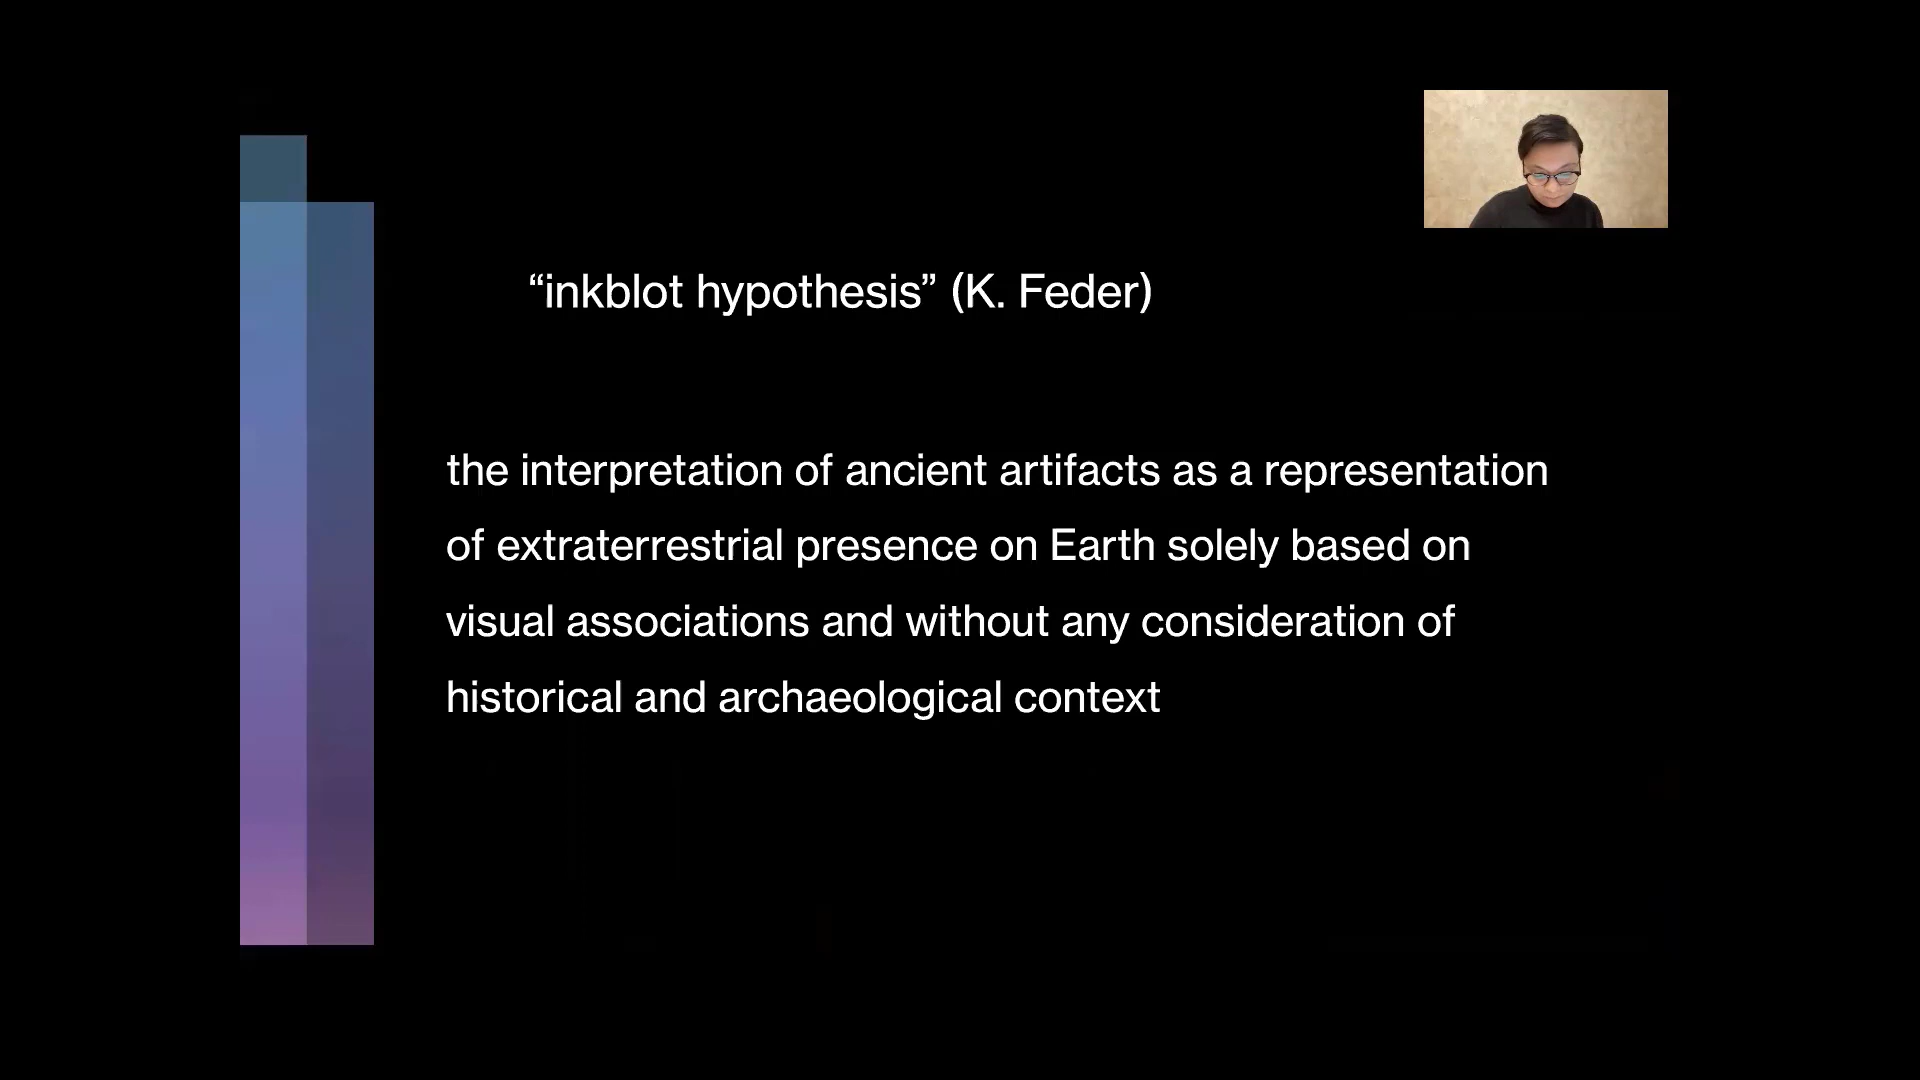 “inkblot hypothesis” (K. Feder)
the interpretation of ancient artifacts as a representation
of extraterrestrial presence on Earth solely based on
visual associations and without any consideration of
historical and archaeological context